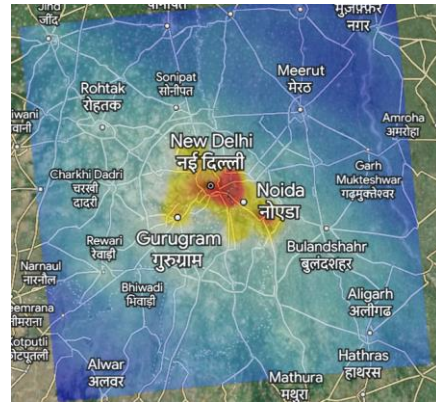 Jind
जींद
मुज़फ़्फ़र
नगर
Rohtak
रोहतक
Sonipat
सोनीपत
Meerut
मेरठ
New Delhi
नई दिल्ली
Amroha
अमरोहा
Charkhi Dadri
चरखी
दादरी
Noida
नोएडा
Garh
Mukteshwar
गढ़मुक्तेश्वर
Gurugram
गुरुग्राम
Rewari
रेवाड़ी
Bulandshahr
बुलंदशहर
Narnaul
नारनौल
Bhiwadi
भिवाड़ी
Aligarh
अलीगढ
Alwar
अलवर
Hathras
हाथरस
Mathura
मथुरा